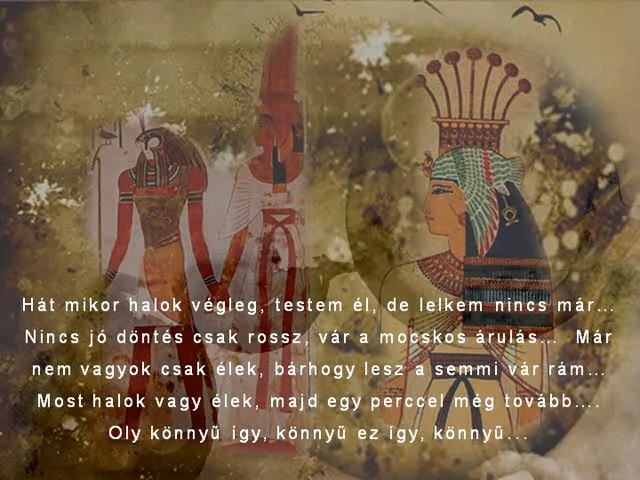 Hát mikor halok végleg, testem él, de lelkem nincs már...
Nincs jó döntés csak rossz, vár a mocskos árulás... Már
nem vagyok csak élek, bárhogy lesz a semmi vár rám...
Most halok vagy élek, majd egy perccel még tovább....
Oly könnyű így, könnyű ez így, könnyű...